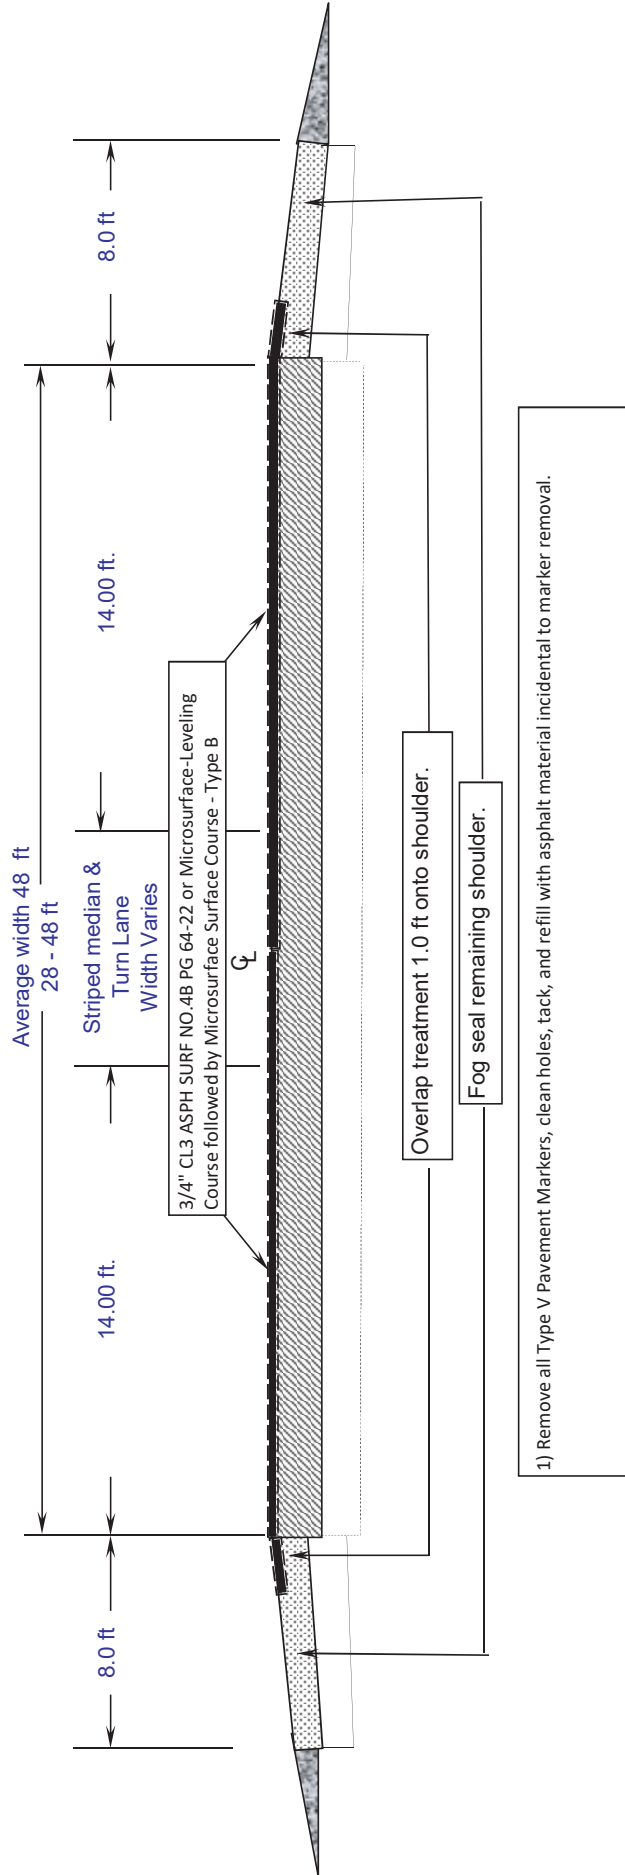 Average width 48 ft
28 - 48 ft
8.0 ft
14.00 ft.
Striped median &
Turn Lane
Width Varies
14.00 ft.
8.0 ft
3/4" CL3 ASPH SURF NO.4B PG 64-22 or Microsurface-Leveling
Course followed by Microsurface Surface Course - Type B
CL
Overlap treatment 1.0 ft onto shoulder.
Fog seal remaining shoulder.
1) Remove all Type V Pavement Markers, clean holes, tack, and refill with asphalt material incidental to marker removal.